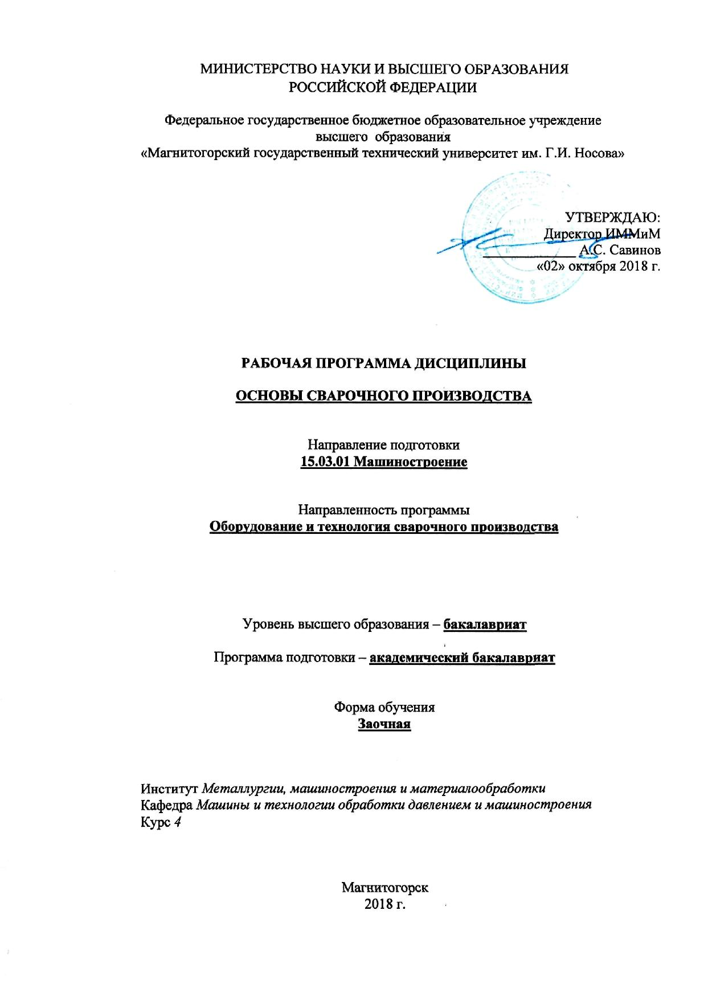 МИНИСТЕРСТВО НАУКИ И ВЫСШЕГО ОБРАЗОВАНИЯ
РОССИЙСКОЙ ФЕДЕРАЦИИ
Федеральное государственное бюджетное образовательное учреждение
высшего образования
«Магнитогорский государственный технический университет им. Г.И. Носова»
УТВЕРЖДАЮ:
Директор ИММиМ
_____________ А.С. Савинов
«02» октября 2018 г.
РАБОЧАЯ ПРОГРАММА ДИСЦИПЛИНЫ
ОСНОВЫ СВАРОЧНОГО ПРОИЗВОДСТВА
Направление подготовки
15.03.01 Машиностроение
Направленность программы
Оборудование и технология сварочного производства
Уровень высшего образования – бакалавриат
Программа подготовки – академический бакалавриат
Форма обучения
Заочная
Институт Металлургии, машиностроения и материалообработки
Кафедра Машины и технологии обработки давлением и машиностроения
Курс 4
Магнитогорск
2018 г.